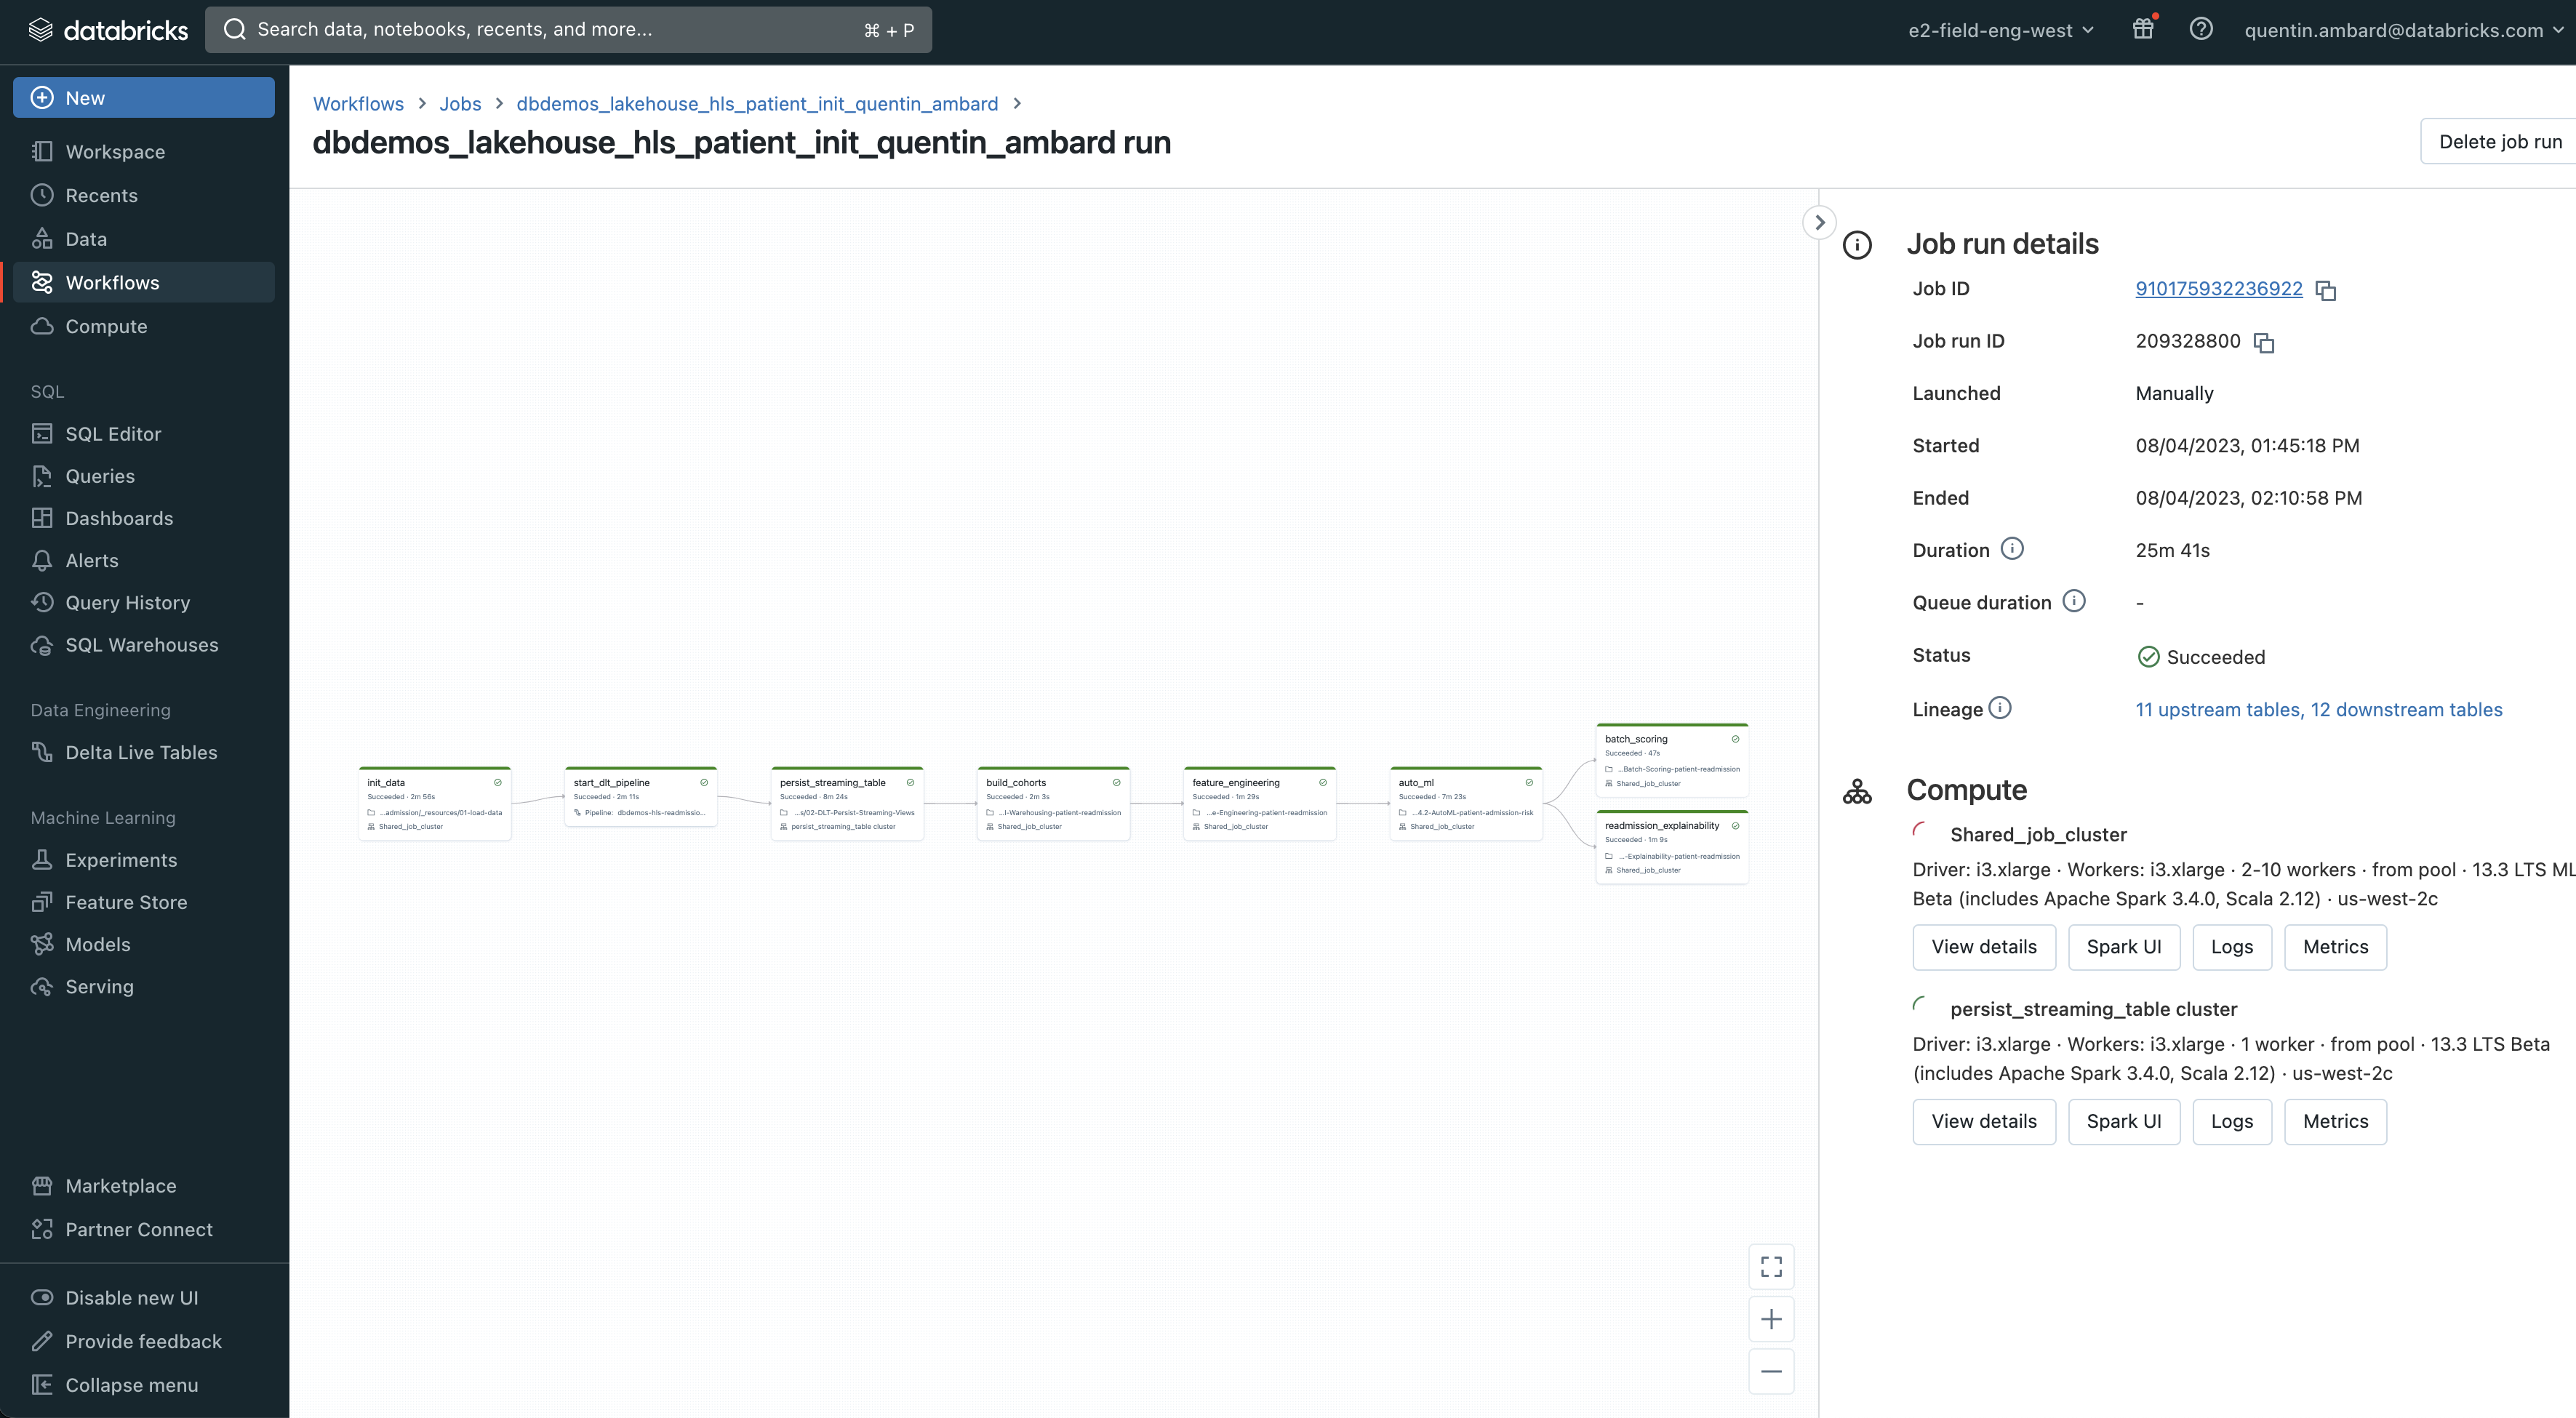 databricks
Search data, notebooks, recents, and more...
⌘ + P
e2-field-eng-west
quentin.ambard@databricks.com
New
Workspace
Recents
Data
Workflows
Compute
SQL
SQL Editor
Queries
Dashboards
Alerts
Query History
SQL Warehouses
Data Engineering
Delta Live Tables
Machine Learning
Experiments
Feature Store
Models
Serving
Marketplace
Partner Connect
Disable new UI
Provide feedback
Collapse menu
Workflows > Jobs > dbdemos_lakehouse_hls_patient_init_quentin_ambard >
dbdemos_lakehouse_hls_patient_init_quentin_ambard run
Delete job run
init_data
Succeeded · 2m 56s
...admission/_resources/01-load-data
Shared_job_cluster
start_dlt_pipeline
Succeeded · 2m 11s
Pipeline: dbdemos-hls-readmissio...
persist_streaming_table
Succeeded · 8m 24s
...s/02-DLT-Persist-Streaming-Views
persist_streaming_table cluster
build_cohorts
Succeeded · 2m 3s
...l-Warehousing-patient-readmission
Shared_job_cluster
feature_engineering
Succeeded · 1m 29s
...e-Engineering-patient-readmission
Shared_job_cluster
auto_ml
Succeeded · 7m 23s
...4.2-AutoML-patient-admission-risk
Shared_job_cluster
batch_scoring
Succeeded · 47s
...Batch-Scoring-patient-readmission
Shared_job_cluster
readmission_explainability
Succeeded · 1m 9s
...-Explainability-patient-readmission
Shared_job_cluster
Job run details
Job ID 910175932236922
Job run ID 209328800
Launched Manually
Started 08/04/2023, 01:45:18 PM
Ended 08/04/2023, 02:10:58 PM
Duration 25m 41s
Queue duration -
Status Succeeded
Lineage 11 upstream tables, 12 downstream tables
Compute
Shared_job_cluster
Driver: i3.xlarge · Workers: i3.xlarge · 2-10 workers · from pool · 13.3 LTS ML
Beta (includes Apache Spark 3.4.0, Scala 2.12) · us-west-2c
View details
Spark UI
Logs
Metrics
persist_streaming_table cluster
Driver: i3.xlarge · Workers: i3.xlarge · 1 worker · from pool · 13.3 LTS Beta
(includes Apache Spark 3.4.0, Scala 2.12) · us-west-2c
View details
Spark UI
Logs
Metrics